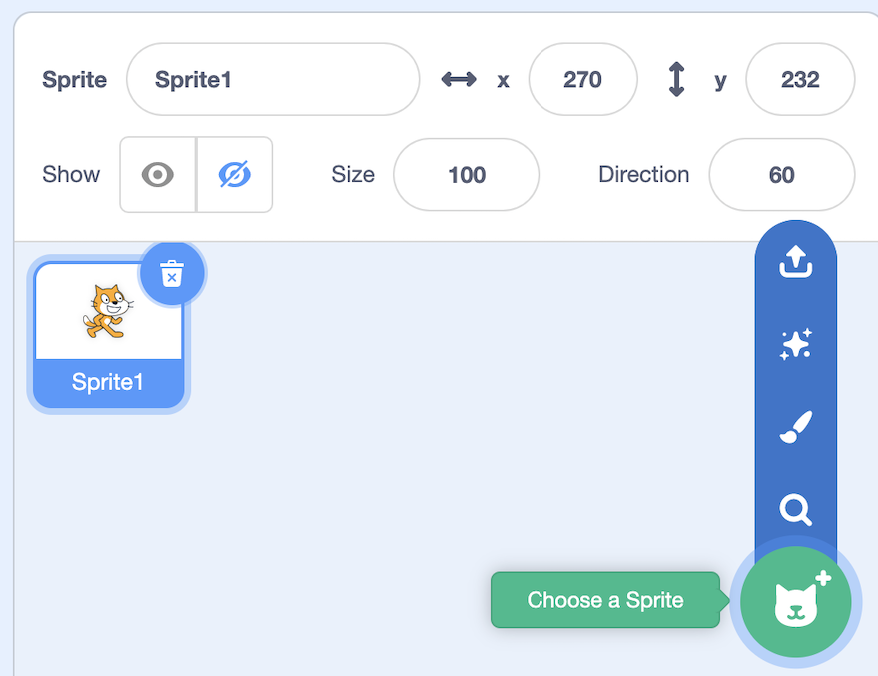 Sprite Sprite1 x 270 y 232
Show Size 100 Direction 60
Sprite1
Choose a Sprite